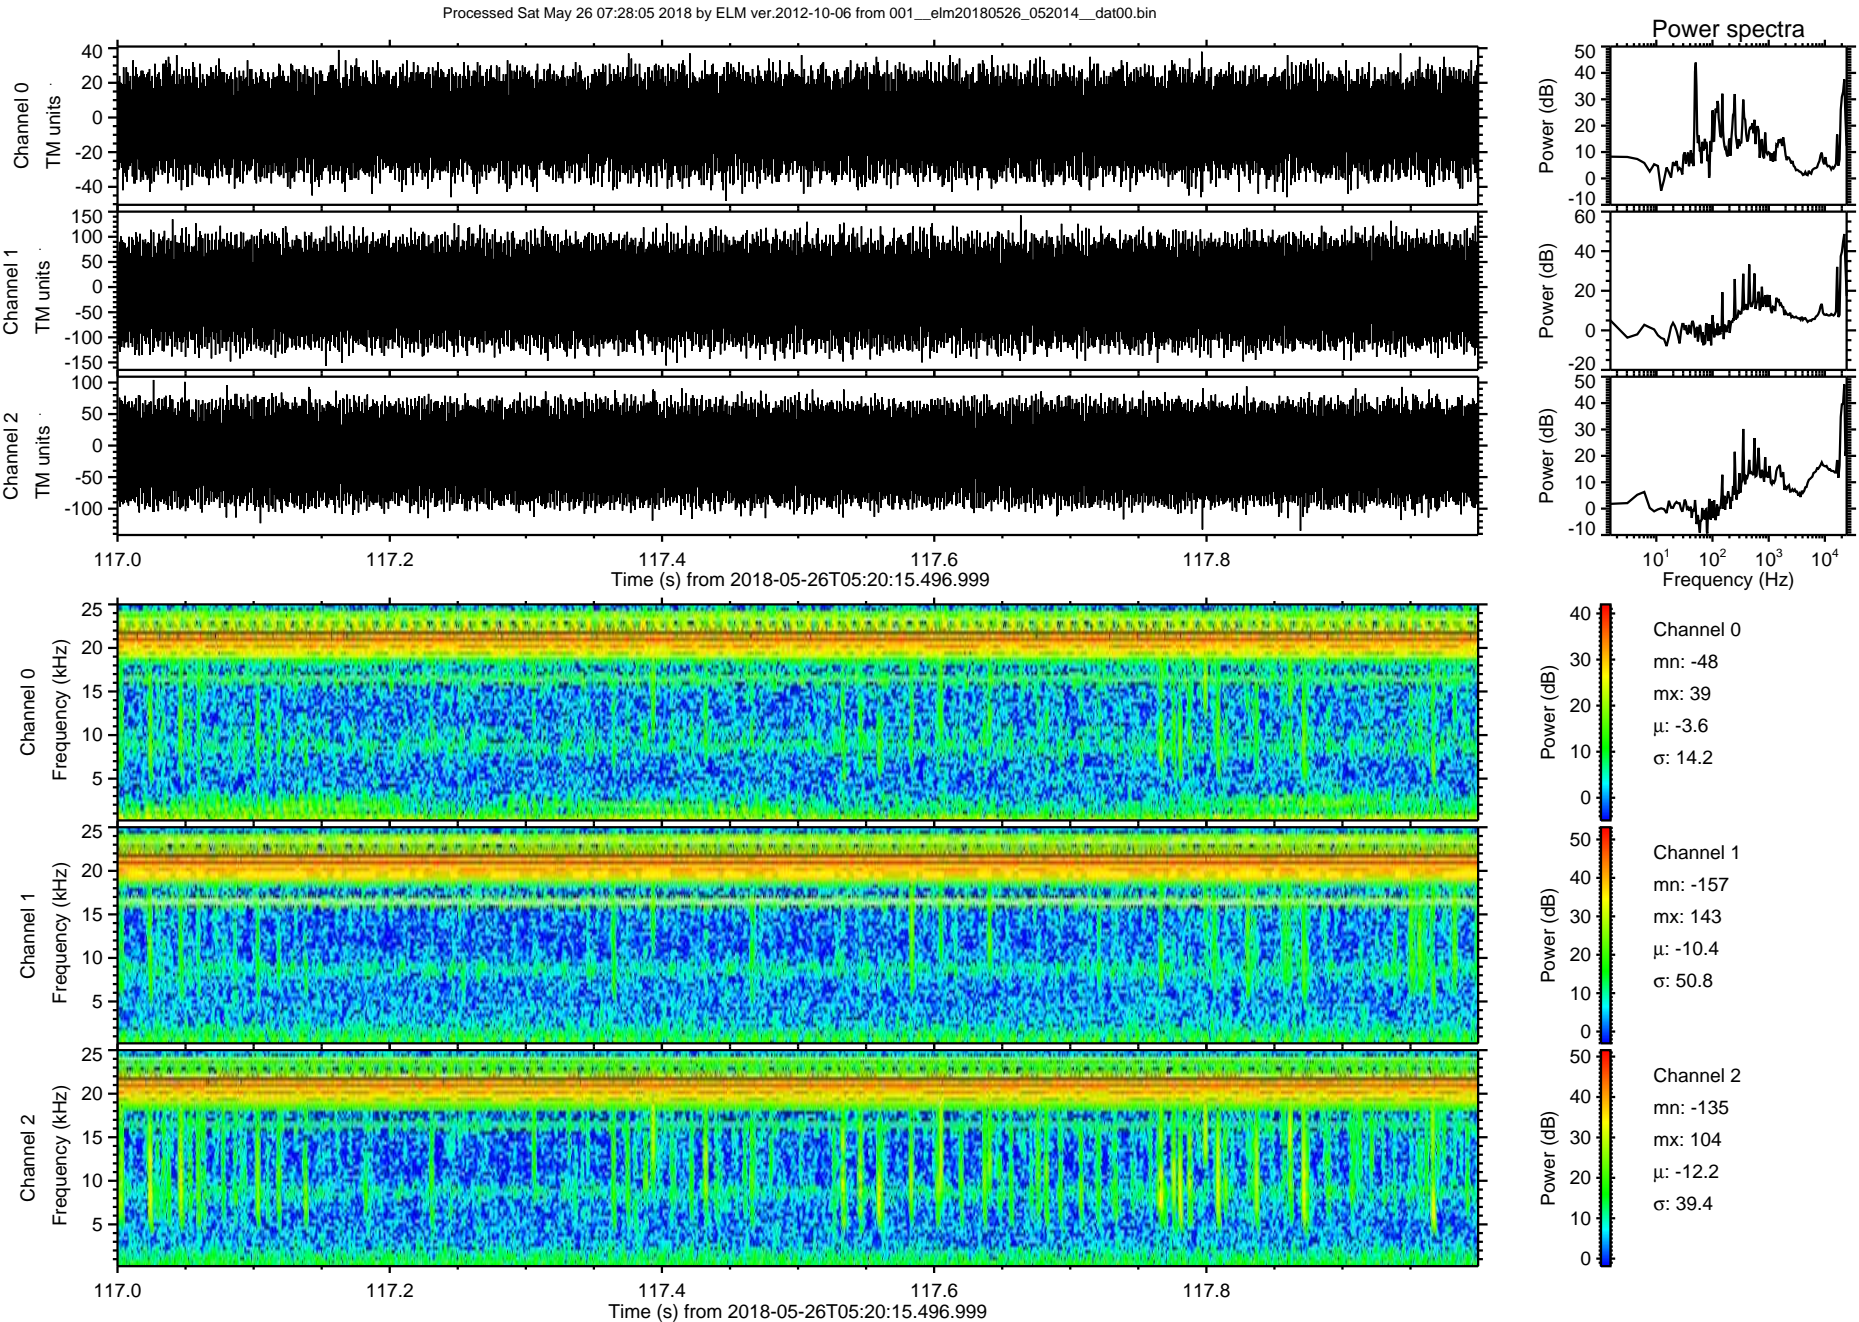 Processed Sat May 26 07:28:05 2018 by ELM ver.2012-10-06 from 001__elm20180526_052014__dat00.bin
Power spectra
Channel 0
TM units
40
20
0
-20
-40
Power (dB)
50
40
30
20
10
0
-10
Channel 1
TM units
150
100
50
0
-50
-100
-150
Power (dB)
60
40
20
0
-20
Channel 2
TM units
100
50
0
-50
-100
Power (dB)
50
40
30
20
10
0
-10
117.0 117.2 117.4 117.6 117.8
Time (s) from 2018-05-26T05:20:15.496.999
10¹ 10² 10³ 10⁴
Frequency (Hz)
Channel 0
Frequency (kHz)
25
20
15
10
5
Power (dB)
40
30
20
10
0
Channel 0
mn: -48
mx: 39
μ: -3.6
σ: 14.2
Channel 1
Frequency (kHz)
25
20
15
10
5
Power (dB)
50
40
30
20
10
0
Channel 1
mn: -157
mx: 143
μ: -10.4
σ: 50.8
Channel 2
Frequency (kHz)
25
20
15
10
5
Power (dB)
50
40
30
20
10
0
Channel 2
mn: -135
mx: 104
μ: -12.2
σ: 39.4
117.0 117.2 117.4 117.6 117.8
Time (s) from 2018-05-26T05:20:15.496.999